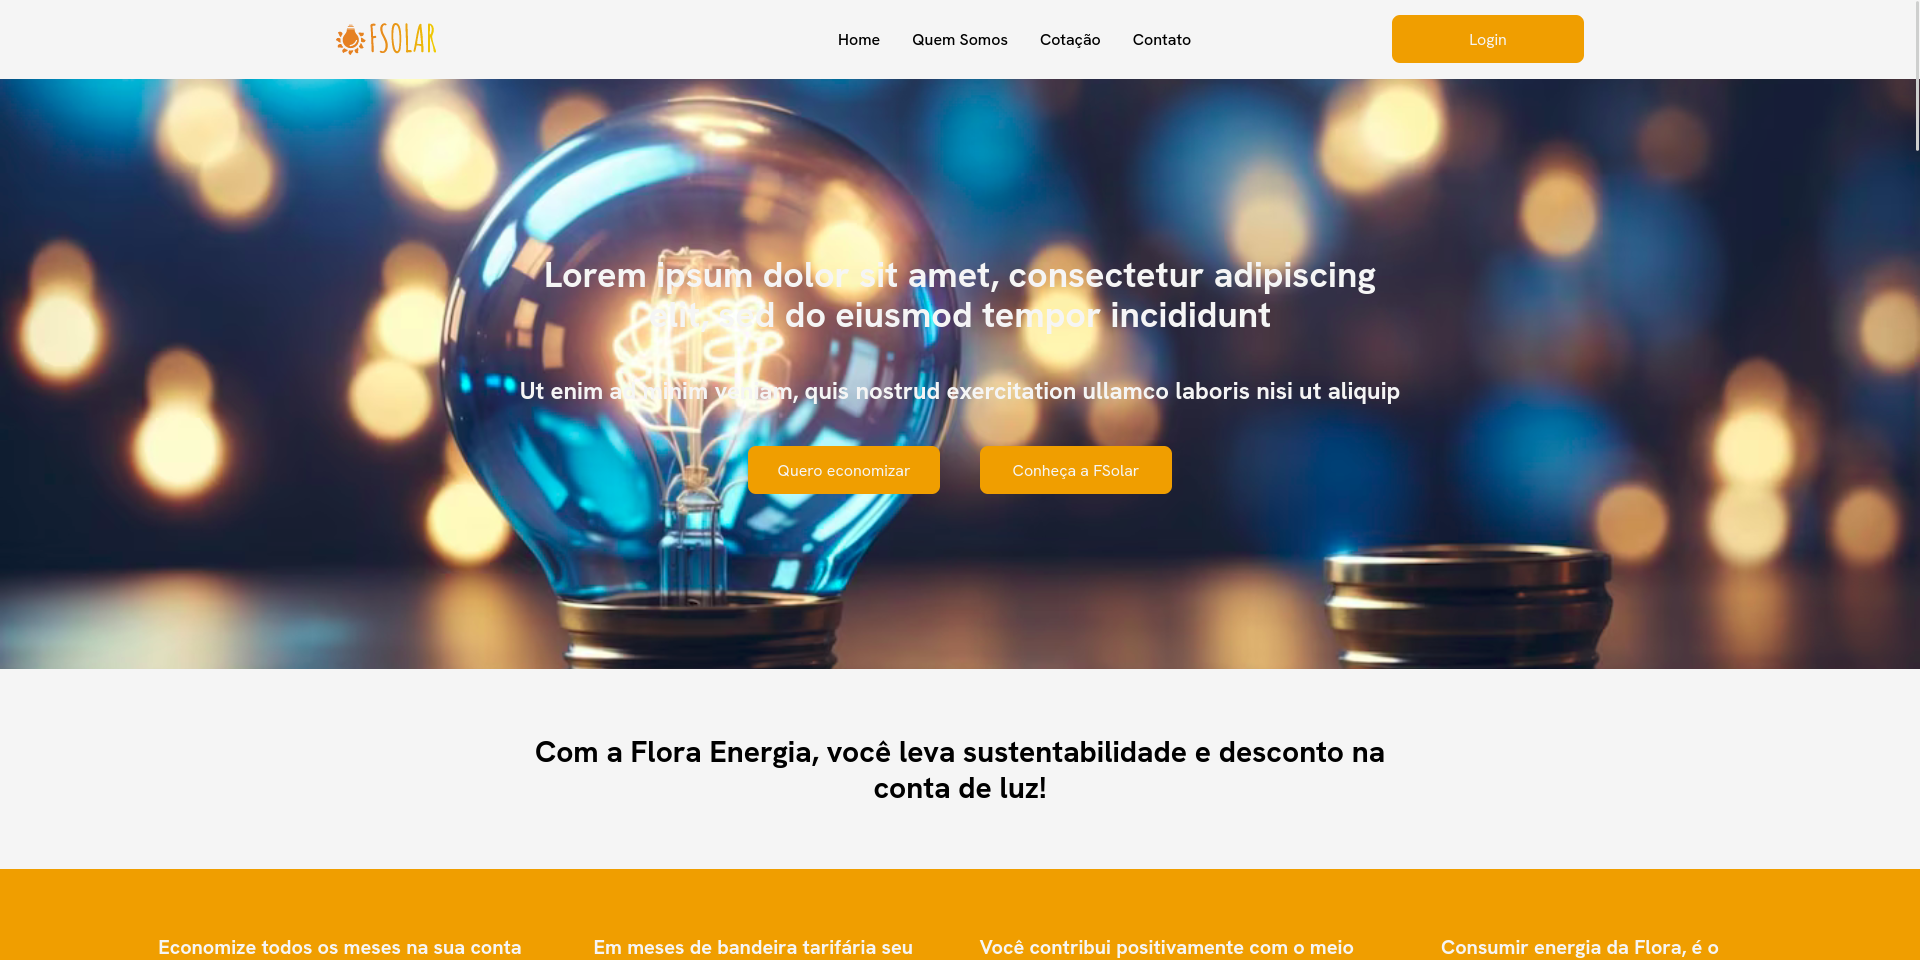 FSOLAR
Home
Quem Somos
Cotação
Contato
Login
Lorem ipsum dolor sit amet, consectetur adipiscing
elit, sed do eiusmod tempor incididunt
Ut enim ad minim veniam, quis nostrud exercitation ullamco laboris nisi ut aliquip
Quero economizar
Conheça a FSolar
Com a Flora Energia, você leva sustentabilidade e desconto na
conta de luz!
Economize todos os meses na sua conta
Em meses de bandeira tarifária seu
Você contribui positivamente com o meio
Consumir energia da Flora, é o